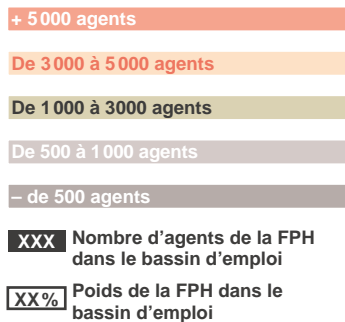 + 5 000 agents
De 3 000 à 5 000 agents
De 1 000 à 3000 agents
De 500 à 1 000 agents
– de 500 agents
XXX Nombre d'agents de la FPH
dans le bassin d'emploi
XX % Poids de la FPH dans le
bassin d'emploi